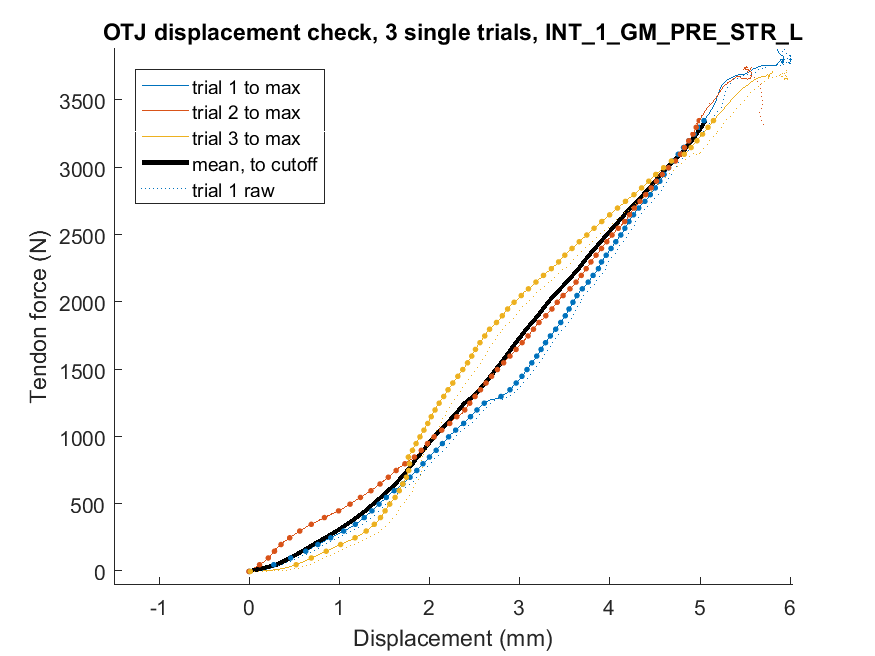 OTJ displacement check, 3 single trials, INT_1_GM_PRE_STR_L
trial 1 to max
trial 2 to max
trial 3 to max
mean, to cutoff
trial 1 raw
3500
3000
2500
2000
1500
1000
500
0
Tendon force (N)
-1 0 1 2 3 4 5 6
Displacement (mm)